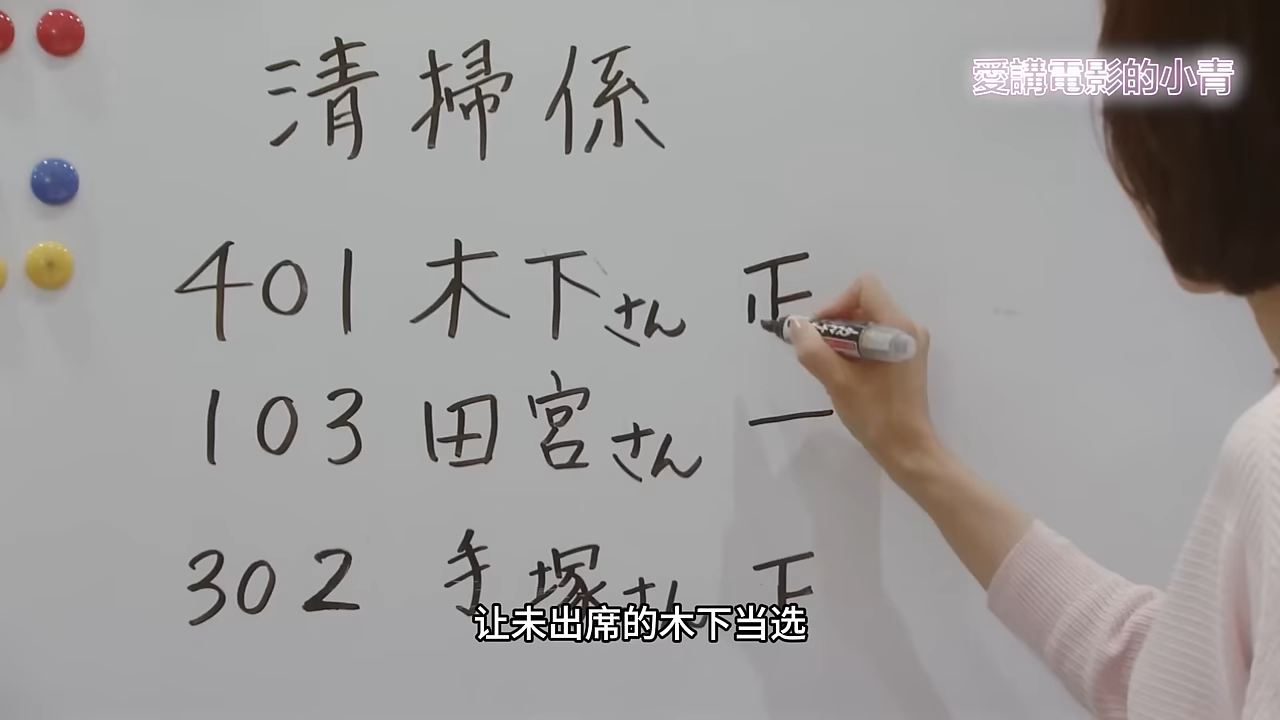 愛講電影的小青
清掃係
401 木下さん 正
103 田宮さん 一
302 手塚さん
让未出席的木下当选